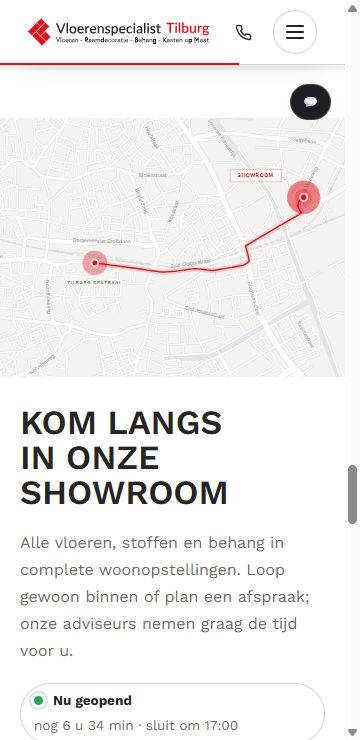 Vloerenspecialist Tilburg
Vloeren - Raamdecoratie - Behang - Kasten op Maat
SHOWROOM
Molenstraat
TILBURG CENTRAAL
KOM LANGS
IN ONZE
SHOWROOM
Alle vloeren, stoffen en behang in
complete woonopstellingen. Loop
gewoon binnen of plan een afspraak;
onze adviseurs nemen graag de tijd
voor u.
Nu geopend
nog 6 u 34 min · sluit om 17:00